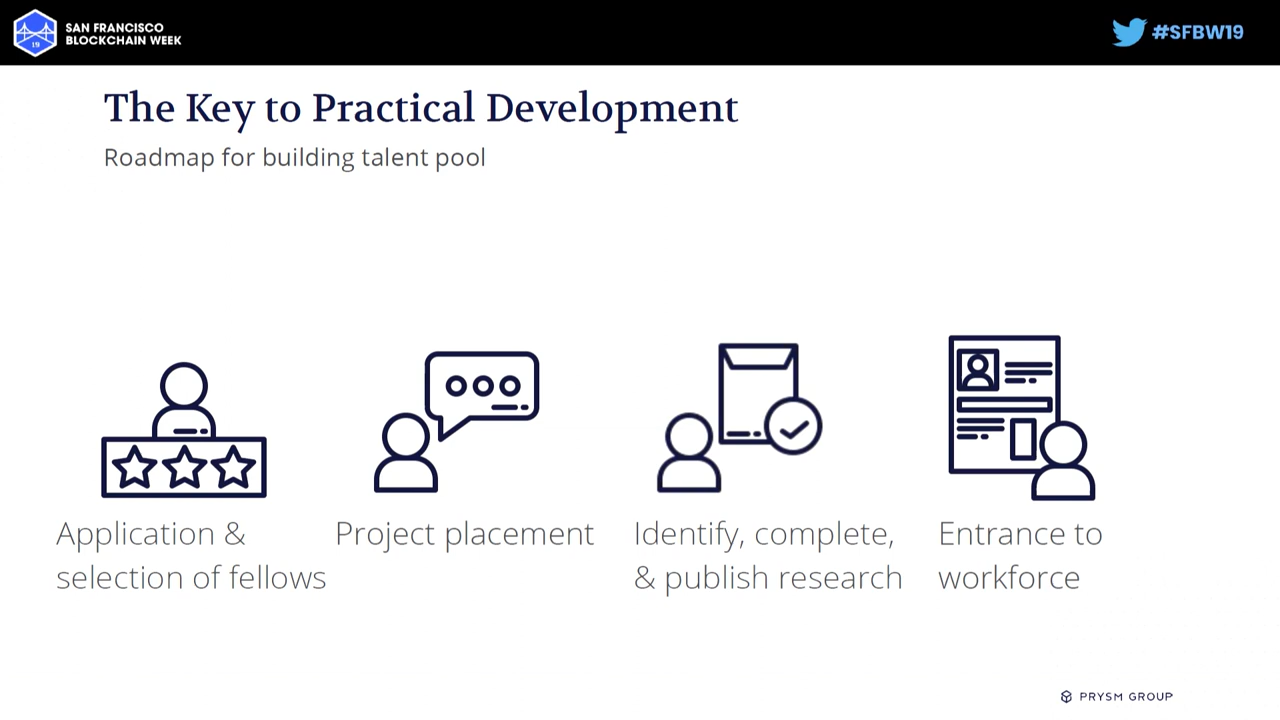 SAN FRANCISCO
BLOCKCHAIN WEEK
19
#SFBW19
The Key to Practical Development
Roadmap for building talent pool
Application &
selection of fellows
Project placement
Identify, complete,
& publish research
Entrance to
workforce
PRYSM GROUP